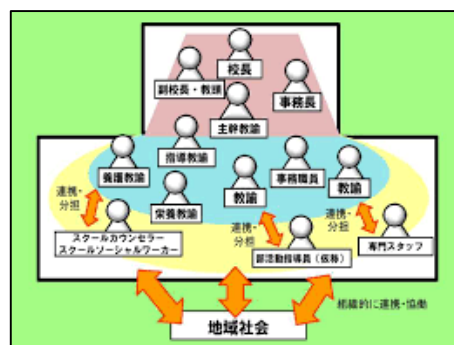 校長
副校長・教頭
事務長
主幹教諭
指導教諭
養護教諭
事務職員
教諭
教諭
栄養教諭
連携・
分担
連携・
分担
連携・
分担
スクールカウンセラー
スクールソーシャルワーカー
部活動指導員（仮称）
専門スタッフ
組織的に連携・協働
地域社会